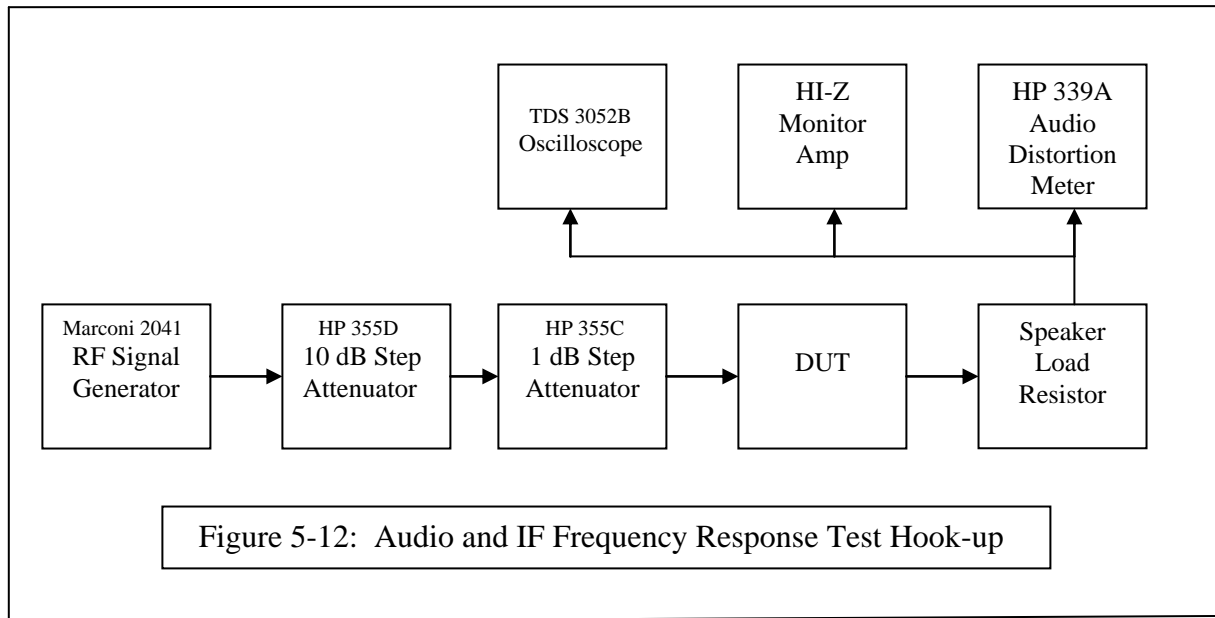 TDS 3052B
Oscilloscope
HI-Z
Monitor
Amp
HP 339A
Audio
Distortion
Meter
Marconi 2041
RF Signal
Generator
HP 355D
10 dB Step
Attenuator
HP 355C
1 dB Step
Attenuator
DUT
Speaker
Load
Resistor
Figure 5-12:  Audio and IF Frequency Response Test Hook-up